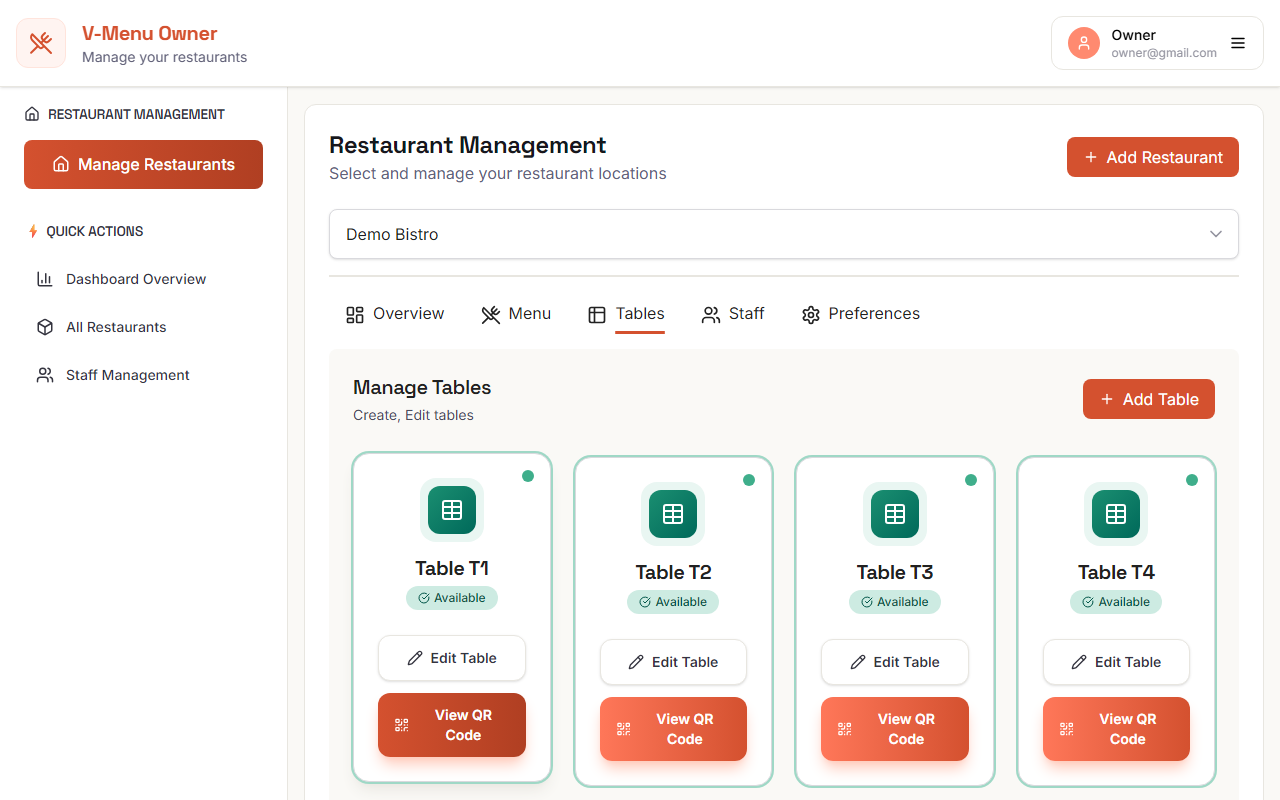 V-Menu Owner
Manage your restaurants
Owner
owner@gmail.com
RESTAURANT MANAGEMENT
Manage Restaurants
QUICK ACTIONS
Dashboard Overview
All Restaurants
Staff Management
Restaurant Management
Select and manage your restaurant locations
Add Restaurant
Demo Bistro
Overview
Menu
Tables
Staff
Preferences
Manage Tables
Create, Edit tables
Add Table
Table T1
Available
Edit Table
View QR
Code
Table T2
Available
Edit Table
View QR
Code
Table T3
Available
Edit Table
View QR
Code
Table T4
Available
Edit Table
View QR
Code